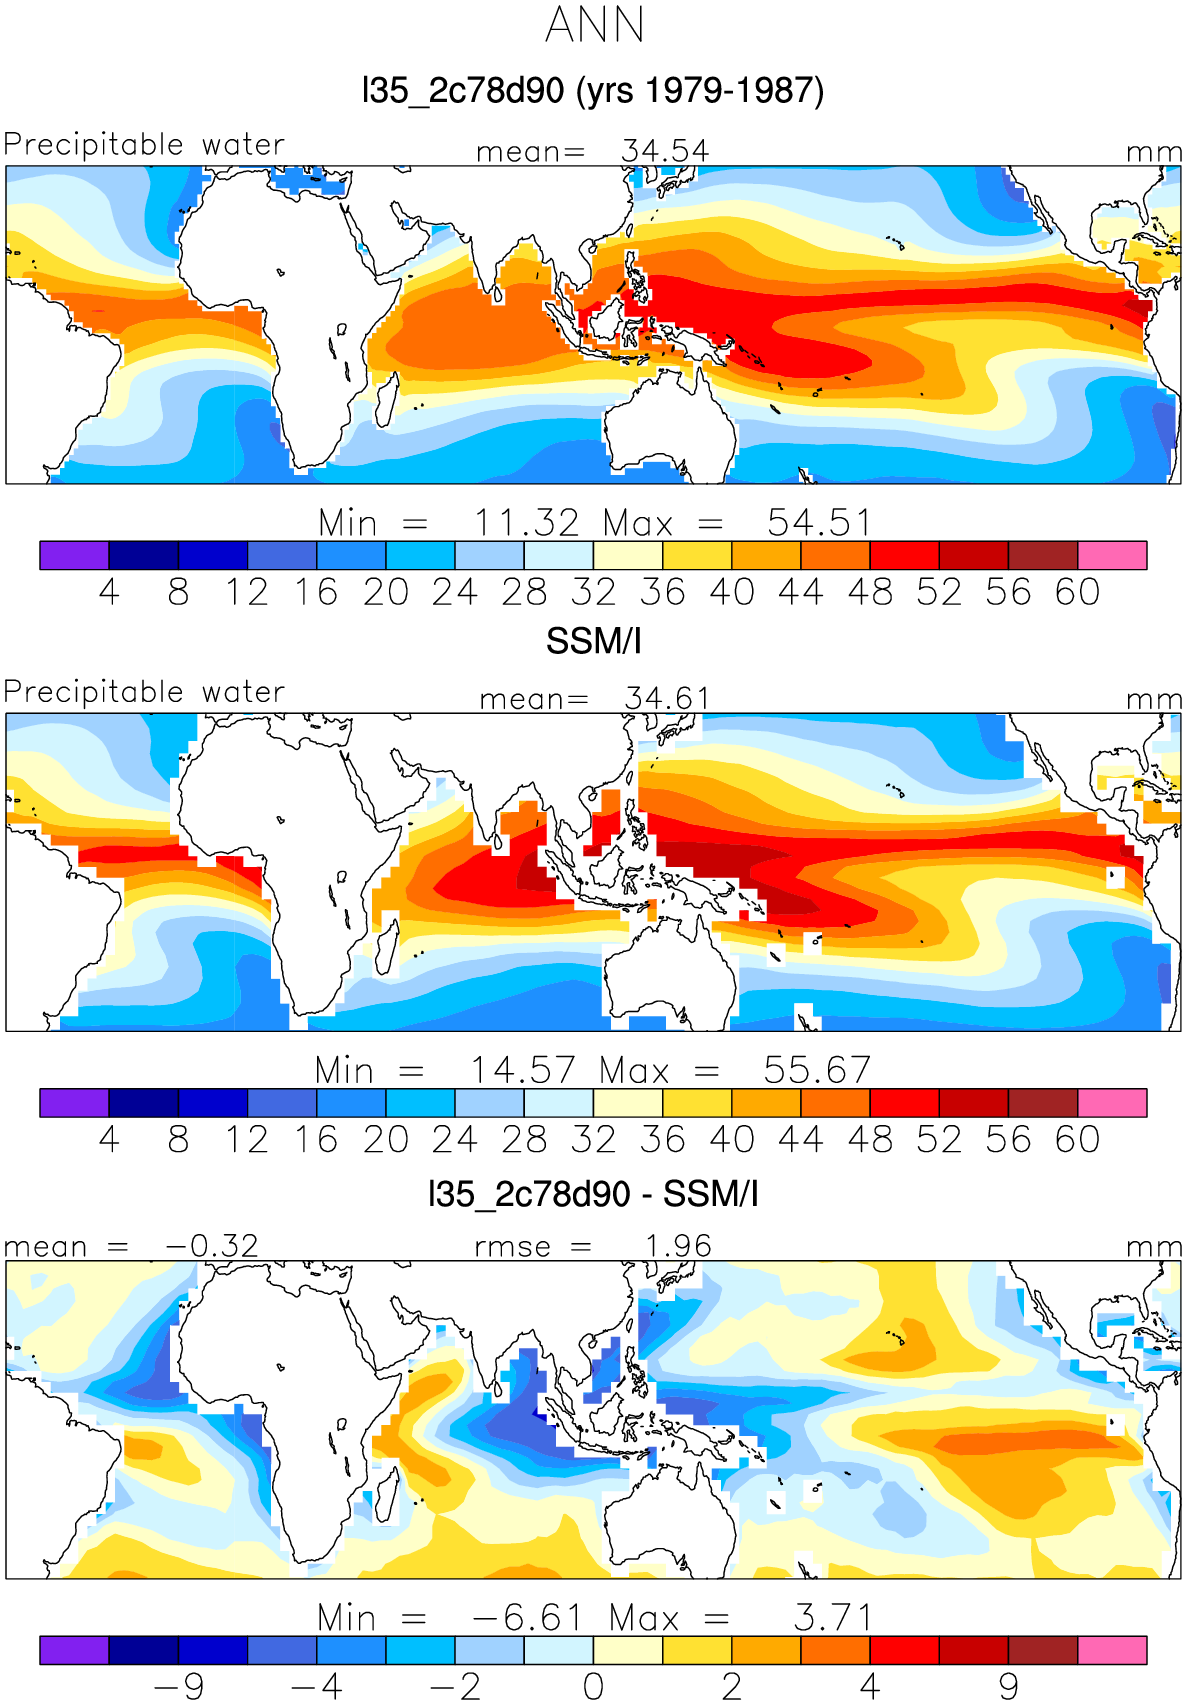 ANN
l35_2c78d90 (yrs 1979-1987)
Precipitable water mean= 34.54 mm
Min = 11.32 Max = 54.51
4 8 12 16 20 24 28 32 36 40 44 48 52 56 60
SSM/I
Precipitable water mean= 34.61 mm
Min = 14.57 Max = 55.67
4 8 12 16 20 24 28 32 36 40 44 48 52 56 60
l35_2c78d90 - SSM/I
mean = −0.32 rmse = 1.96 mm
Min = −6.61 Max = 3.71
−9 −4 −2 0 2 4 9